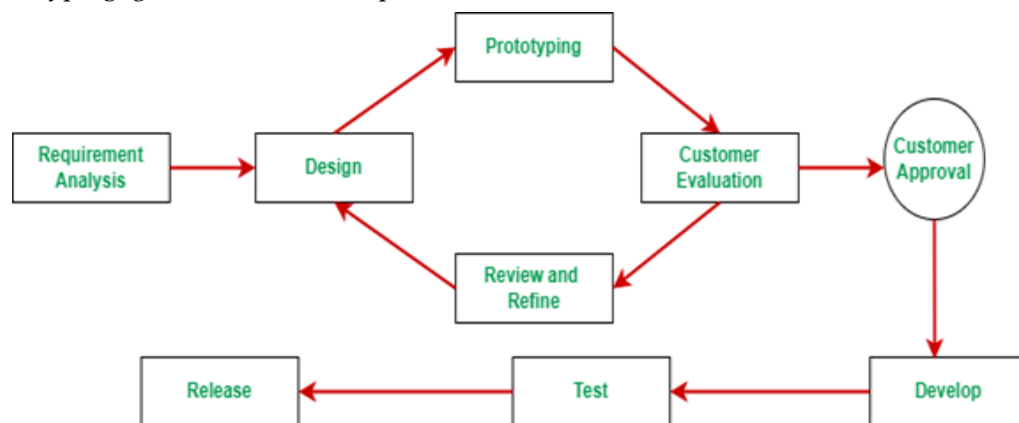 Prototyping
Requirement
Analysis
Design
Customer
Evaluation
Customer
Approval
Review and
Refine
Release
Test
Develop